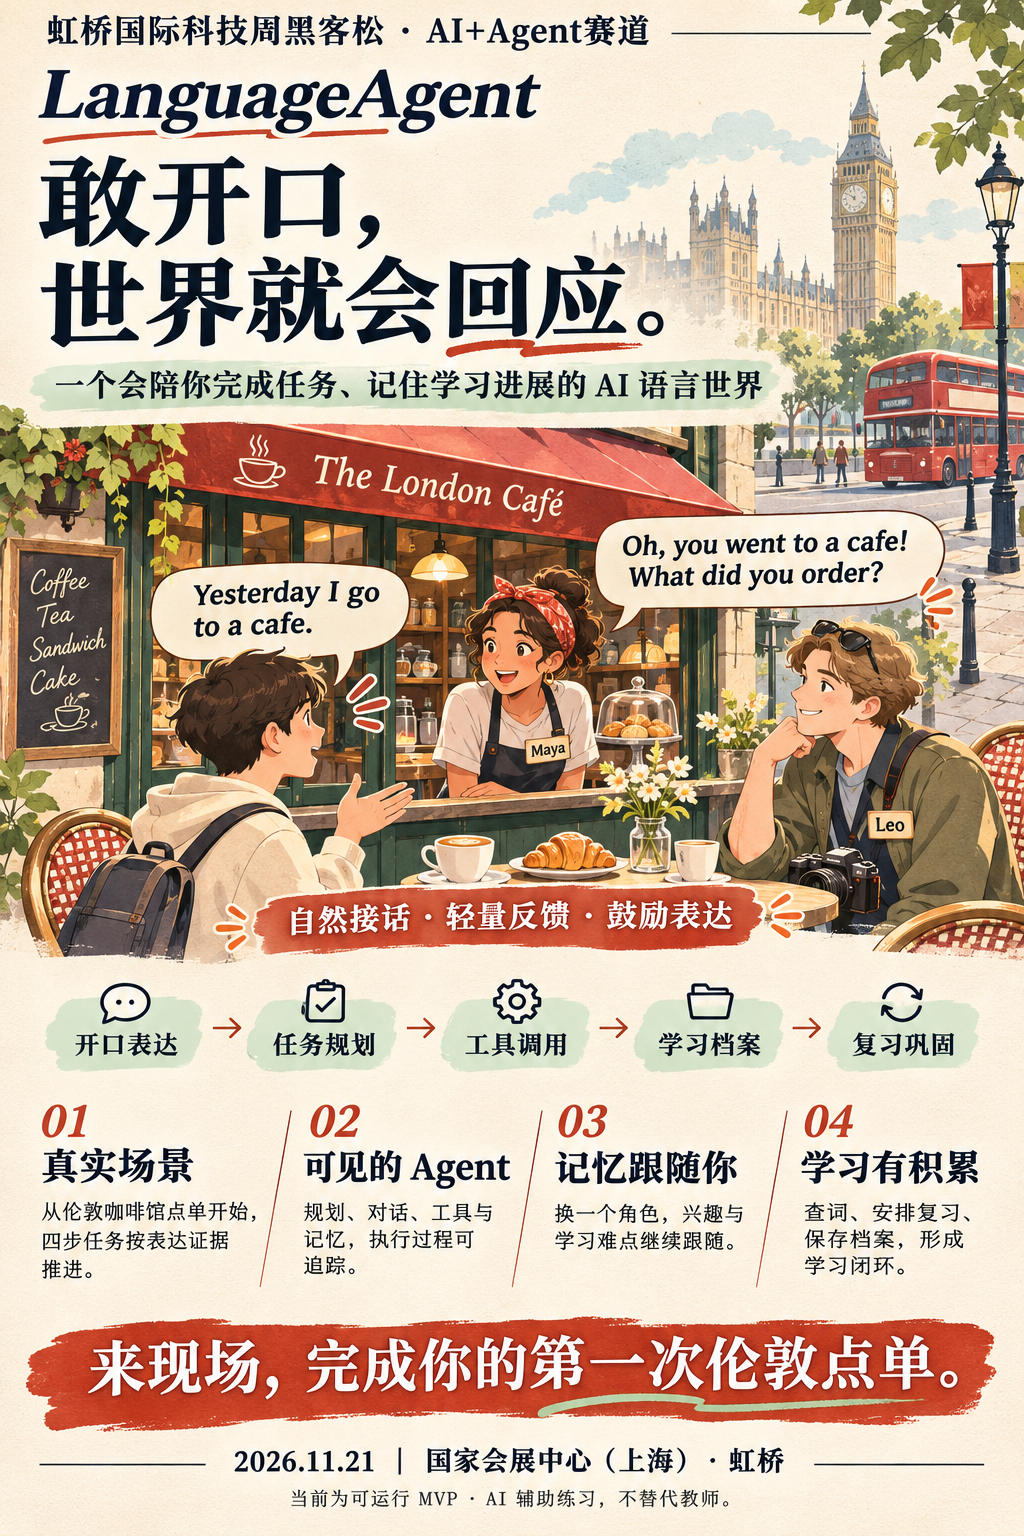 虹桥国际科技周黑客松 · AI+Agent赛道
LanguageAgent
敢开口，
世界就会回应。
一个会陪你完成任务、记住学习进展的 AI 语言世界
The London Café
Coffee
Tea
Sandwich
Cake
Yesterday I go
to a cafe.
Oh, you went to a cafe!
What did you order?
Maya
Leo
自然接话 · 轻量反馈 · 鼓励表达
开口表达
任务规划
工具调用
学习档案
复习巩固
01
真实场景
从伦敦咖啡馆点单开始，
四步任务按表达证据
推进。
02
可见的 Agent
规划、对话、工具与
记忆，执行过程可
追踪。
03
记忆跟随你
换一个角色，兴趣与
学习难点继续跟随。
04
学习有积累
查词、安排复习、
保存档案，形成
学习闭环。
来现场，完成你的第一次伦敦点单。
2026.11.21 ｜ 国家会展中心（上海）· 虹桥
当前为可运行 MVP · AI 辅助练习，不替代教师。